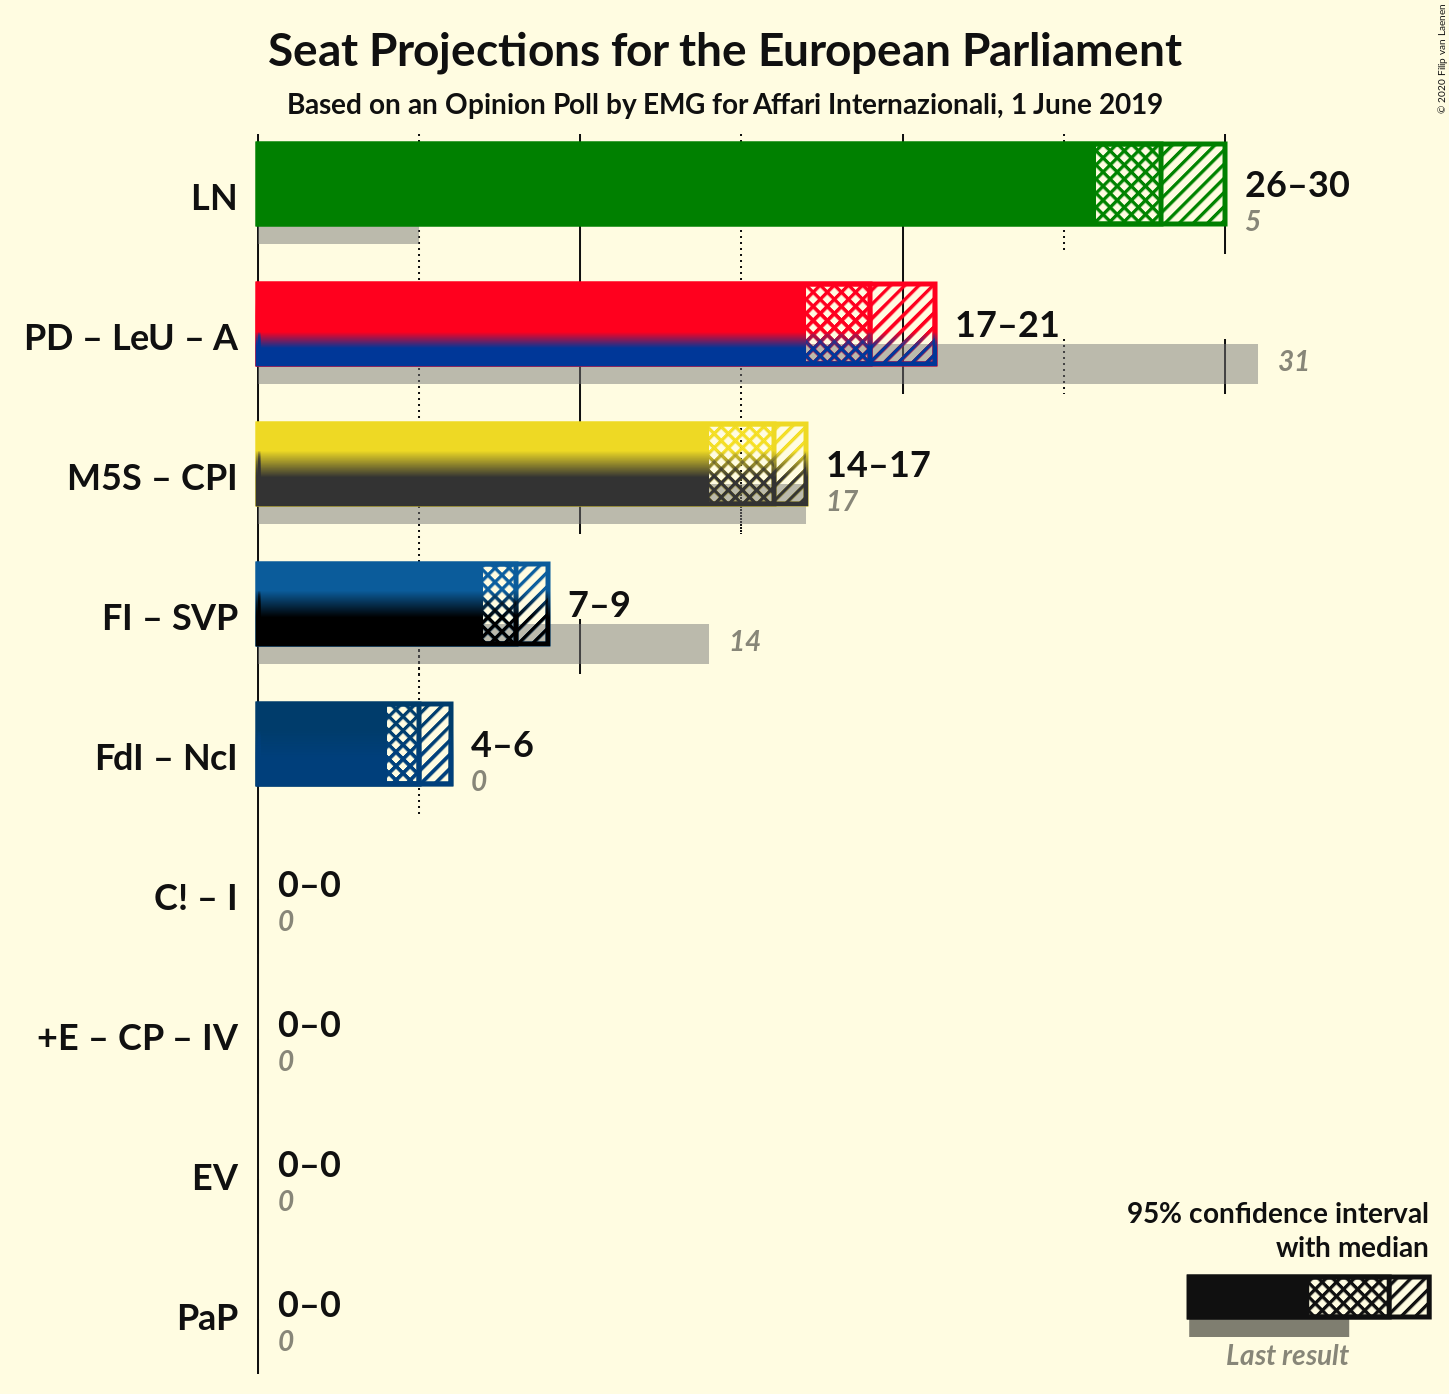 Seat Projections for the European Parliament
Based on an Opinion Poll by EMG for Affari Internazionali, 1 June 2019
© 2020 Filip van Laenen
LN
26–30
5
PD – LeU – A
17–21
31
M5S – CPI
14–17
17
FI – SVP
7–9
14
FdI – NcI
4–6
0
C! – I
0–0
0
+E – CP – IV
0–0
0
EV
0–0
0
PaP
0–0
0
95% confidence interval
with median
Last result